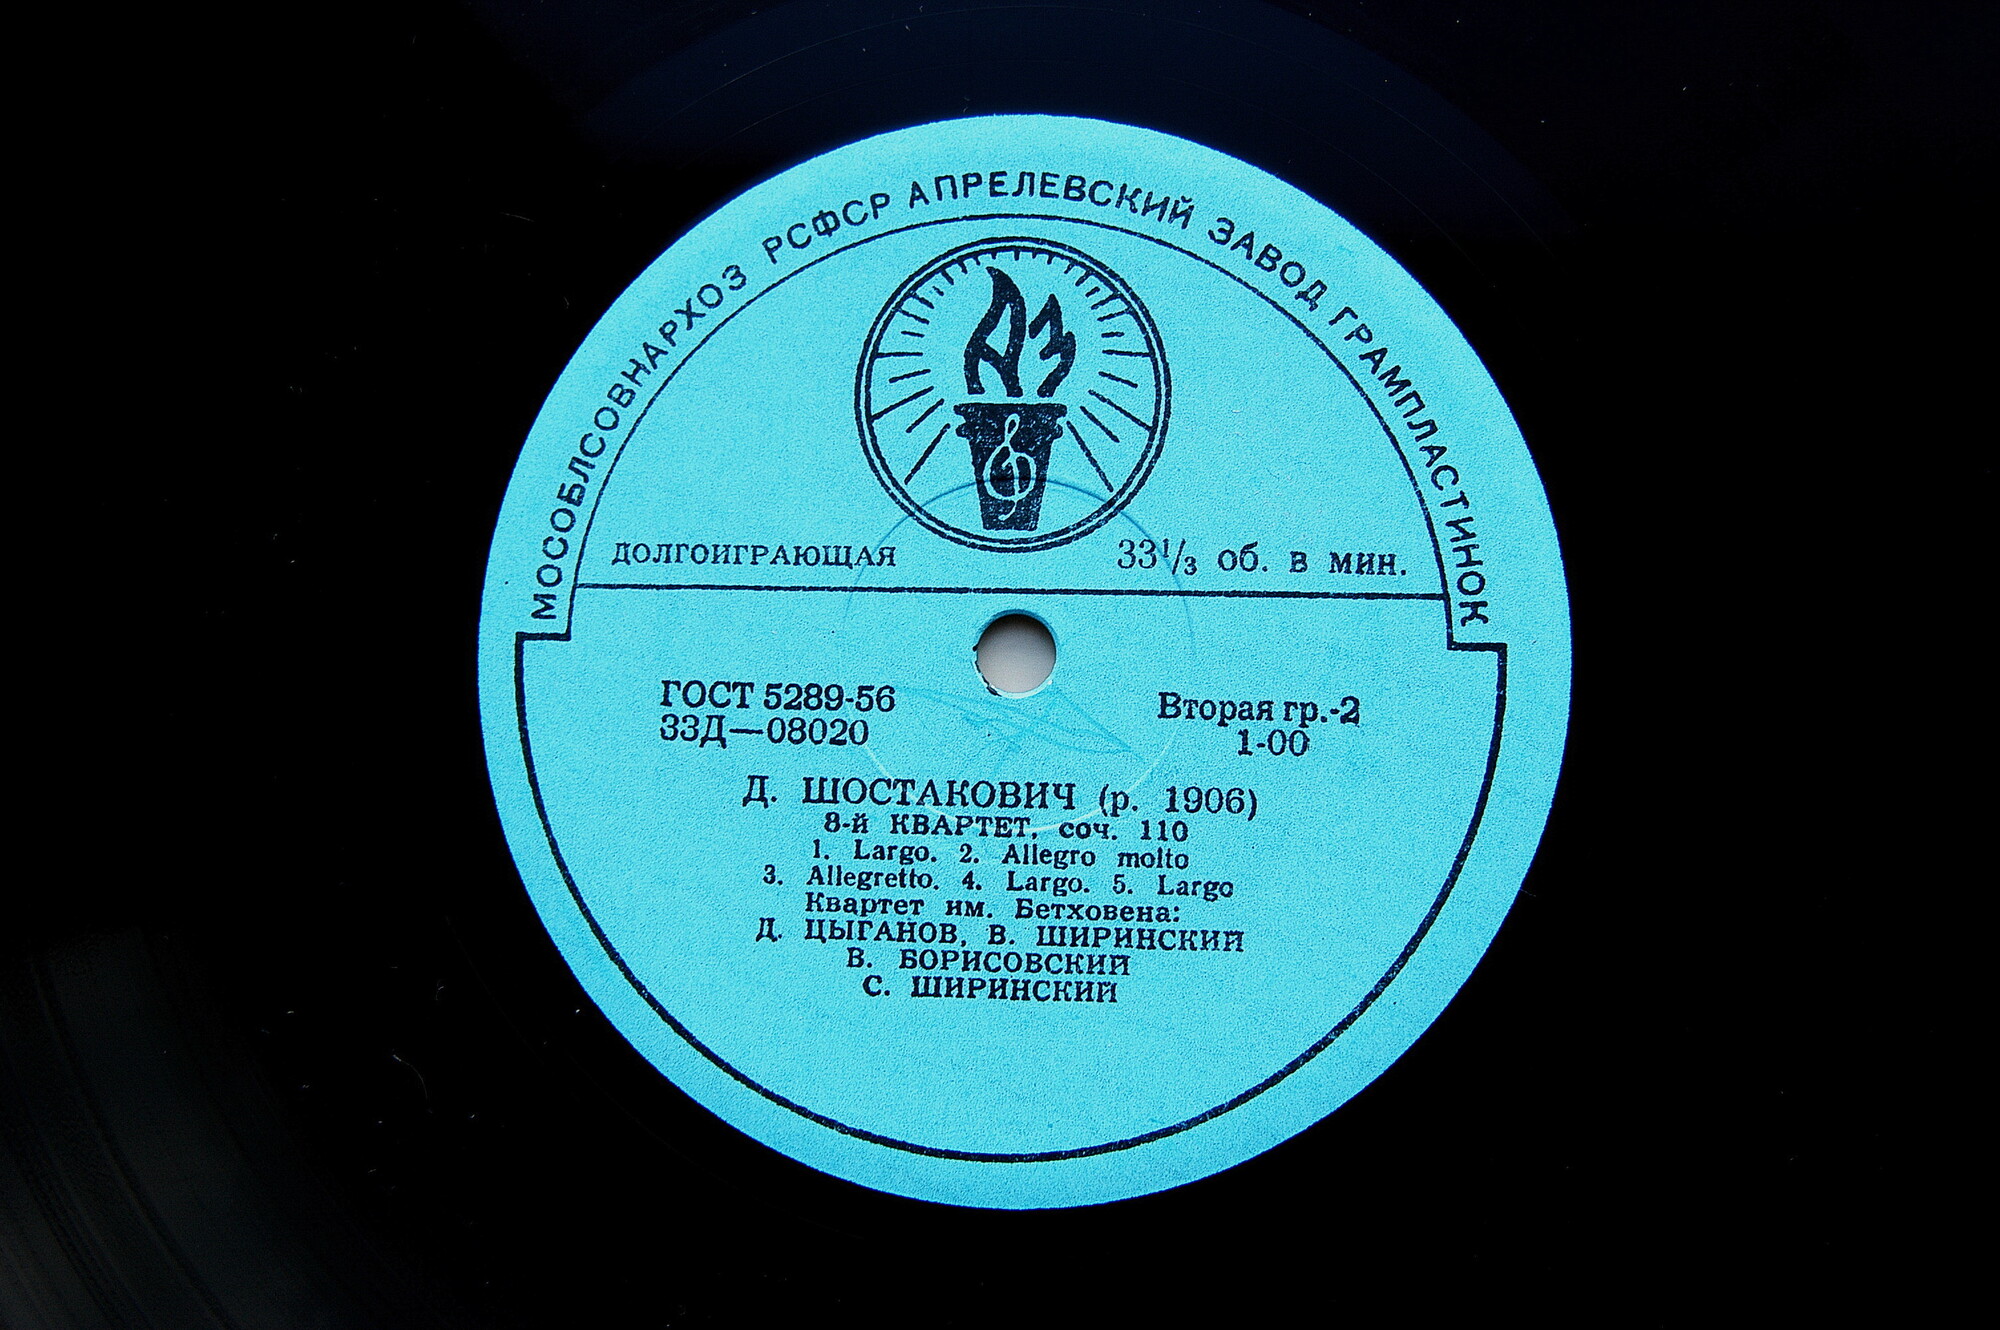 МОСОБЛСОВНАРХОЗ РСФСР АПРЕЛЕВСКИЙ ЗАВОД ГРАМПЛАСТИНОК
АЗ
ДОЛГОИГРАЮЩАЯ 33⅓ об. в мин.
ГОСТ 5289-56 Вторая гр.-2
33Д—08020 1-00
Д. ШОСТАКОВИЧ (р. 1906)
8-й КВАРТЕТ, соч. 110
1. Largo. 2. Allegro molto
3. Allegretto. 4. Largo. 5. Largo
Квартет им. Бетховена:
Д. ЦЫГАНОВ, В. ШИРИНСКИЙ
В. БОРИСОВСКИЙ
С. ШИРИНСКИЙ